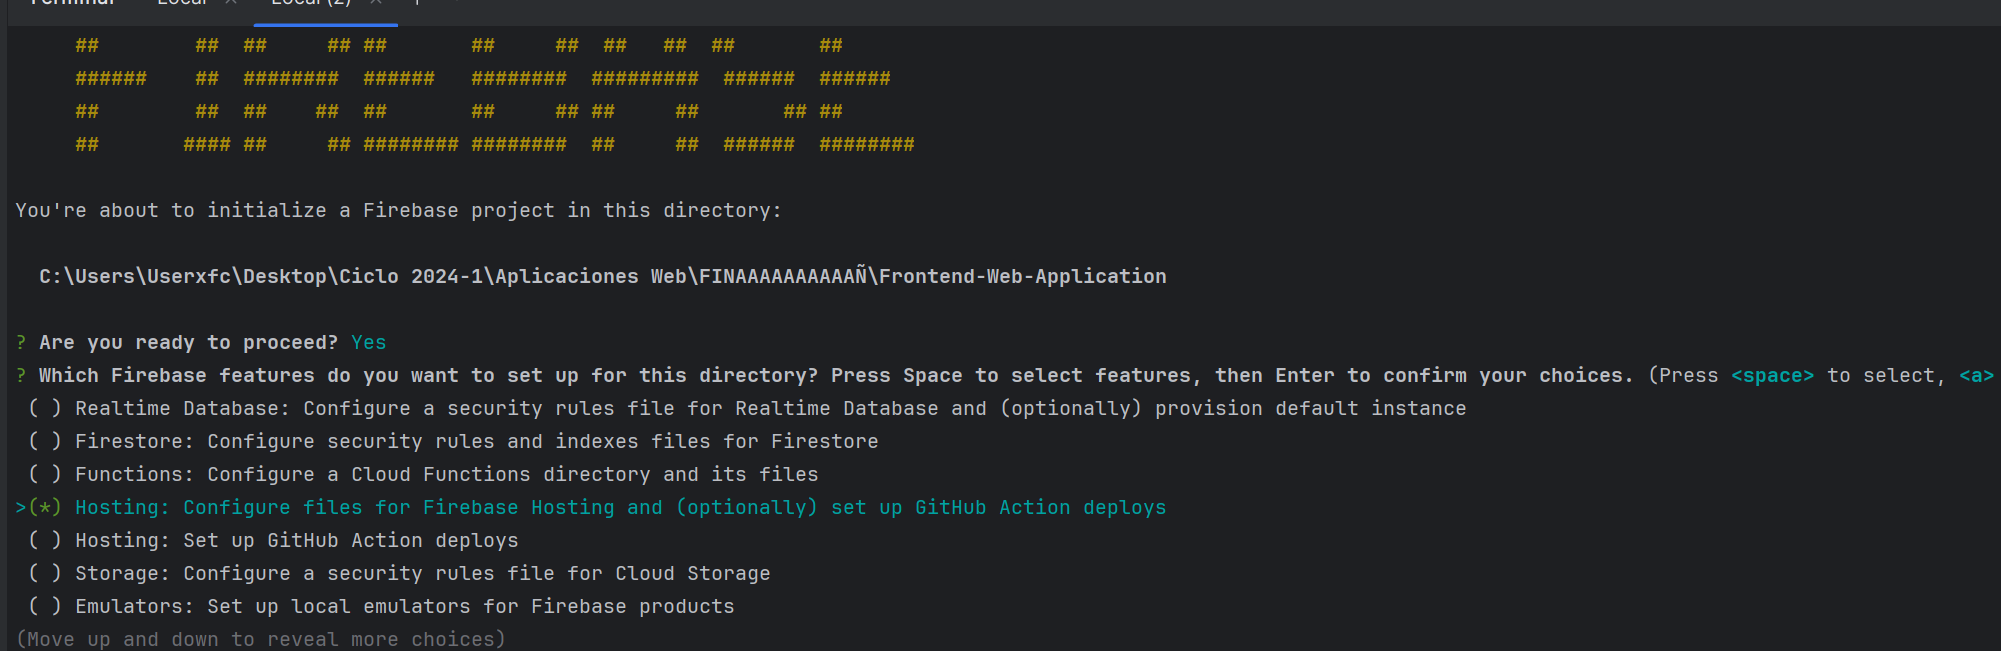 Terminal Local × Local(2) × +
## ## ## ## ## ## ## ## ## ## ##
###### ## ######## ###### ######## ######### ###### ######
## ## ## ## ## ## ## ## ## ## ##
## #### ## ## ######## ######## ## ## ###### ########
You're about to initialize a Firebase project in this directory:
C:\Users\Userxfc\Desktop\Ciclo 2024-1\Aplicaciones Web\FINAAAAAAAAAAÑ\Frontend-Web-Application
? Are you ready to proceed? Yes
? Which Firebase features do you want to set up for this directory? Press Space to select features, then Enter to confirm your choices. (Press <space> to select, <a>
( ) Realtime Database: Configure a security rules file for Realtime Database and (optionally) provision default instance
( ) Firestore: Configure security rules and indexes files for Firestore
( ) Functions: Configure a Cloud Functions directory and its files
>(*) Hosting: Configure files for Firebase Hosting and (optionally) set up GitHub Action deploys
( ) Hosting: Set up GitHub Action deploys
( ) Storage: Configure a security rules file for Cloud Storage
( ) Emulators: Set up local emulators for Firebase products
(Move up and down to reveal more choices)